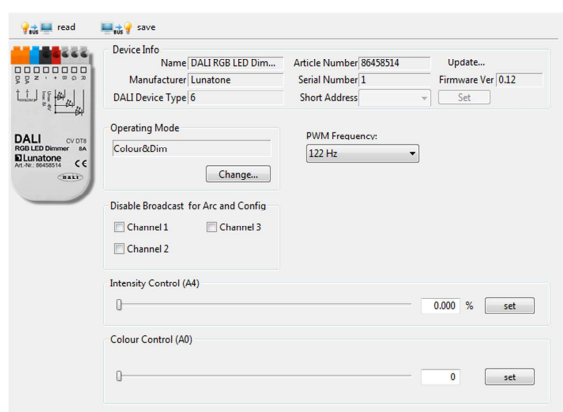 BUS read BUS save
Device Info
Name DALI RGB LED Dim... Article Number 86458514 Update...
Manufacturer Lunatone Serial Number 1 Firmware Ver 0.12
DALI Device Type 6 Short Address Set
Operating Mode
Colour&Dim
Change...
PWM Frequency:
122 Hz
DALI CV DT8
RGB LED Dimmer 8A
Lunatone
Art.-Nr. 86458514 CE
DALI
Disable Broadcast for Arc and Config
Channel 1 Channel 3
Channel 2
Intensity Control (A4)
0.000 % set
Colour Control (A0)
0 set